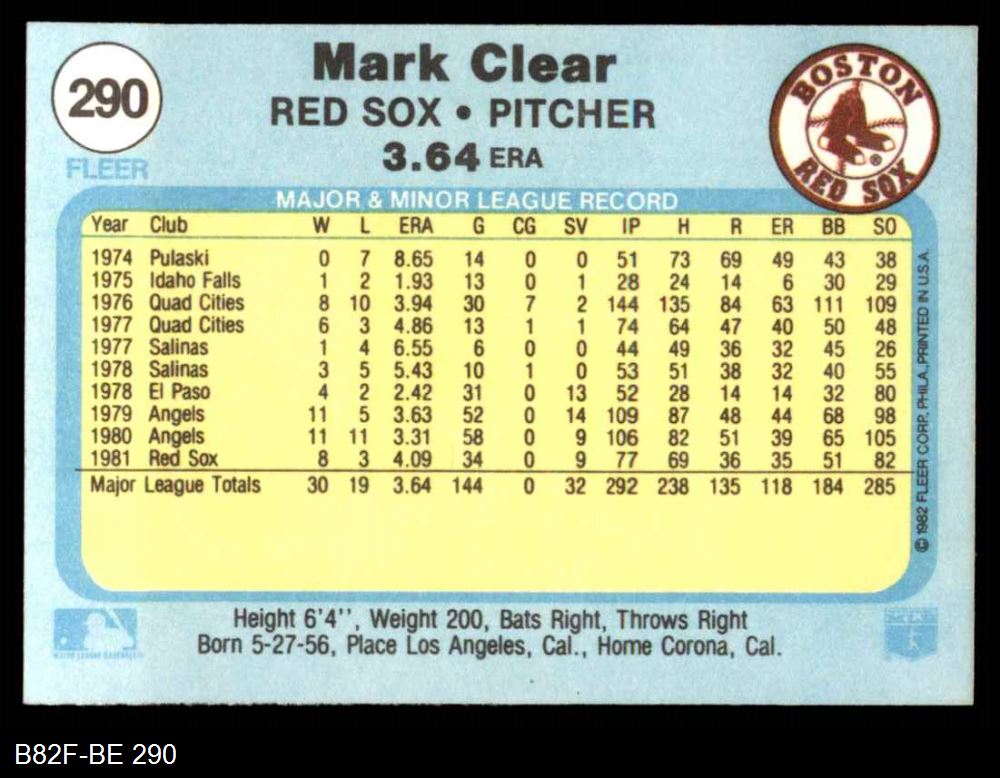 290
FLEER
Mark Clear
RED SOX • PITCHER
3.64 ERA
BOSTON
RED SOX
®
MAJOR & MINOR LEAGUE RECORD
Year Club W L ERA G CG SV IP H R ER BB SO
1974 Pulaski 0 7 8.65 14 0 0 51 73 69 49 43 38
1975 Idaho Falls 1 2 1.93 13 0 1 28 24 14 6 30 29
1976 Quad Cities 8 10 3.94 30 7 2 144 135 84 63 111 109
1977 Quad Cities 6 3 4.86 13 1 1 74 64 47 40 50 48
1977 Salinas 1 4 6.55 6 0 0 44 49 36 32 45 26
1978 Salinas 3 5 5.43 10 1 0 53 51 38 32 40 55
1978 El Paso 4 2 2.42 31 0 13 52 28 14 14 32 80
1979 Angels 11 5 3.63 52 0 14 109 87 48 44 68 98
1980 Angels 11 11 3.31 58 0 9 106 82 51 39 65 105
1981 Red Sox 8 3 4.09 34 0 9 77 69 36 35 51 82
Major League Totals 30 19 3.64 144 0 32 292 238 135 118 184 285
© 1982 FLEER CORP. PHILA., PRINTED IN U.S.A.
Height 6'4'', Weight 200, Bats Right, Throws Right
Born 5-27-56, Place Los Angeles, Cal., Home Corona, Cal.
B82F-BE 290